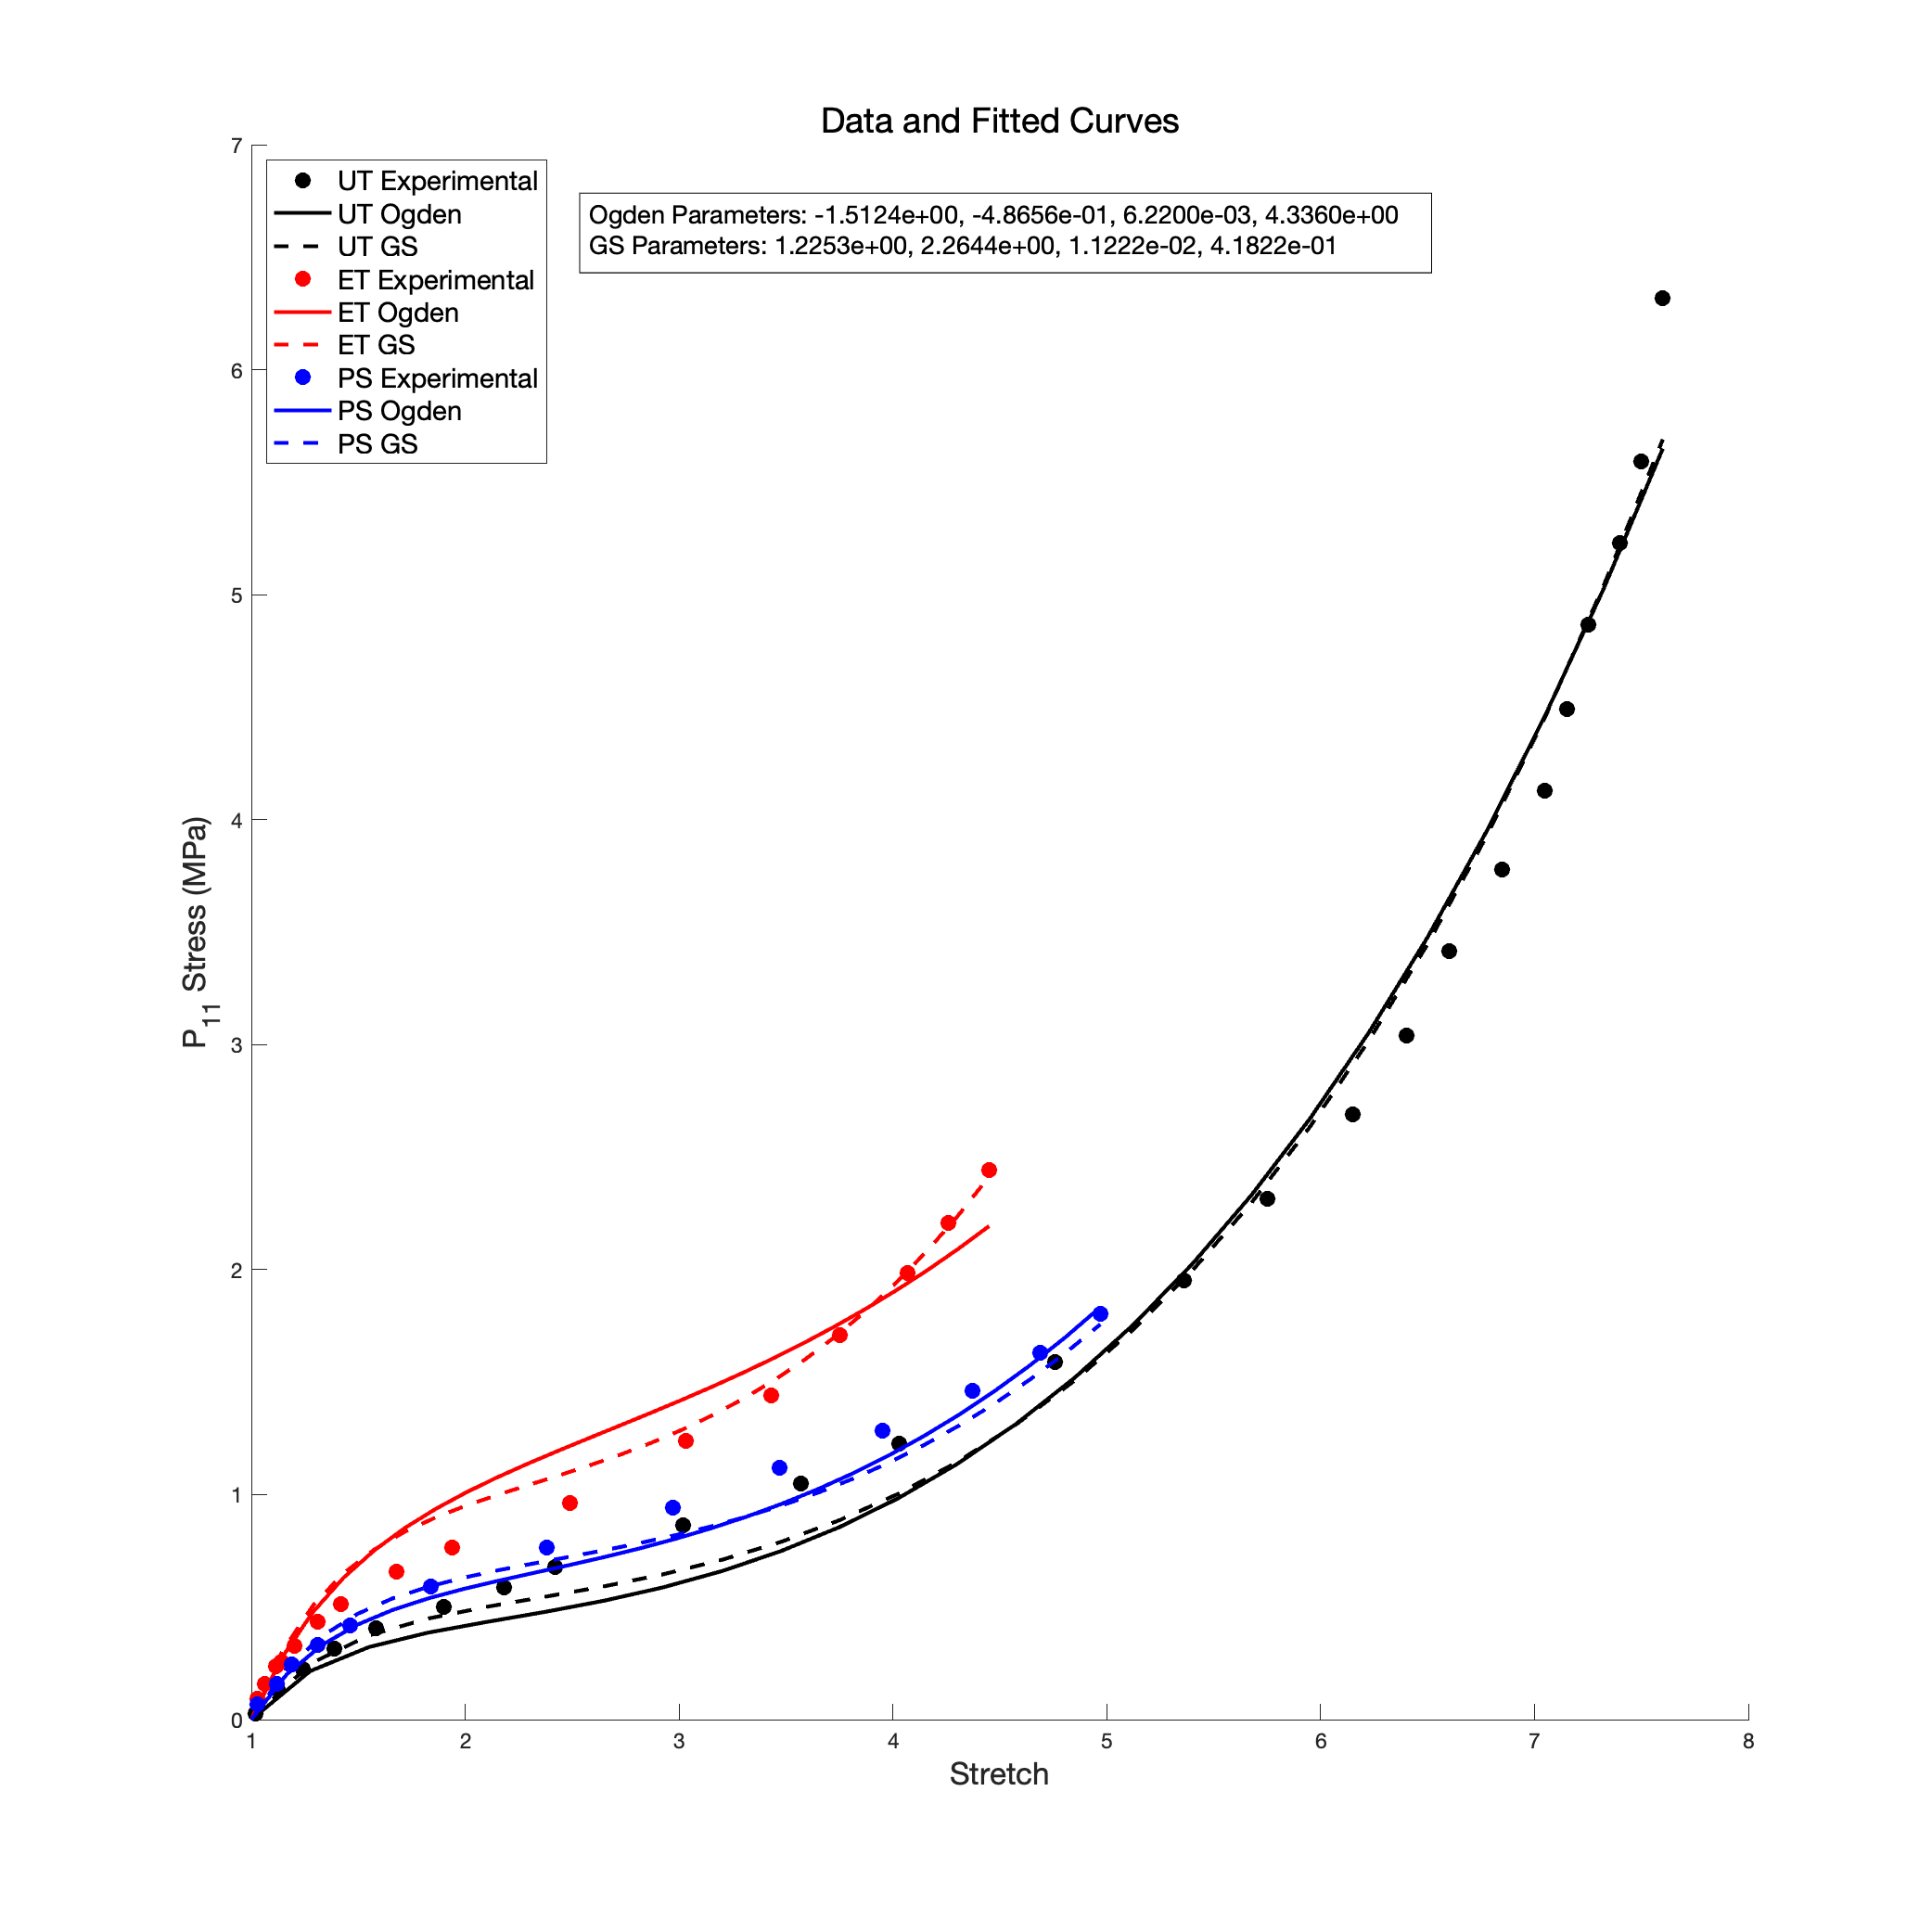 Data and Fitted Curves
UT Experimental
UT Ogden
UT GS
ET Experimental
ET Ogden
ET GS
PS Experimental
PS Ogden
PS GS
Ogden Parameters: -1.5124e+00, -4.8656e-01, 6.2200e-03, 4.3360e+00
GS Parameters: 1.2253e+00, 2.2644e+00, 1.1222e-02, 4.1822e-01
P11 Stress (MPa)
7
6
5
4
3
2
1
0
1 2 3 4 5 6 7 8
Stretch